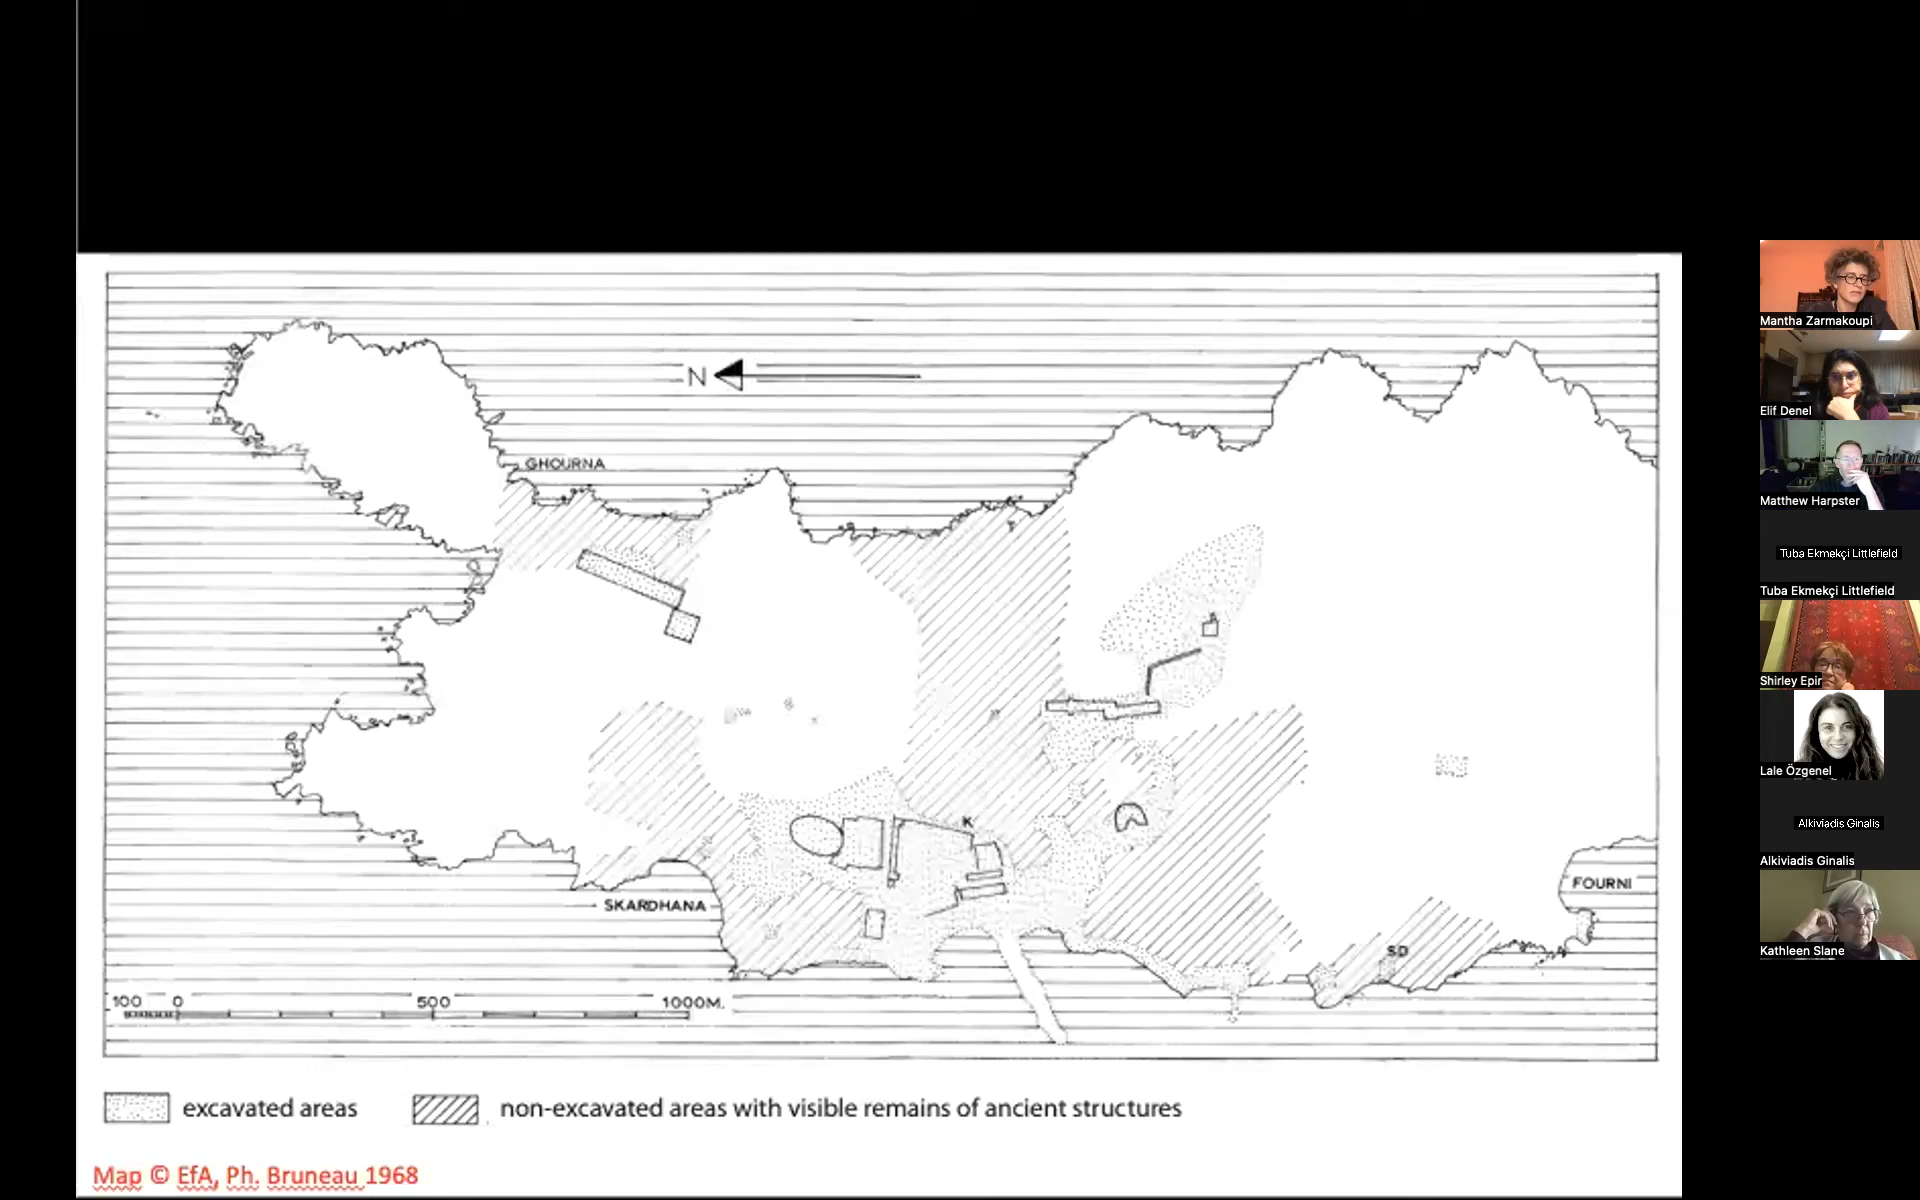 N
GHOURNA
K
SKARDHANA
FOURNI
SD
100 0 500 1000M.
excavated areas
non-excavated areas with visible remains of ancient structures
Map © EfA, Ph. Bruneau 1968
Mantha Zarmakoupi
Elif Denel
Matthew Harpster
Tuba Ekmekçi Littlefield
Tuba Ekmekçi Littlefield
Shirley Epir
Lale Özgenel
Alkiviadis Ginalis
Alkiviadis Ginalis
Kathleen Slane